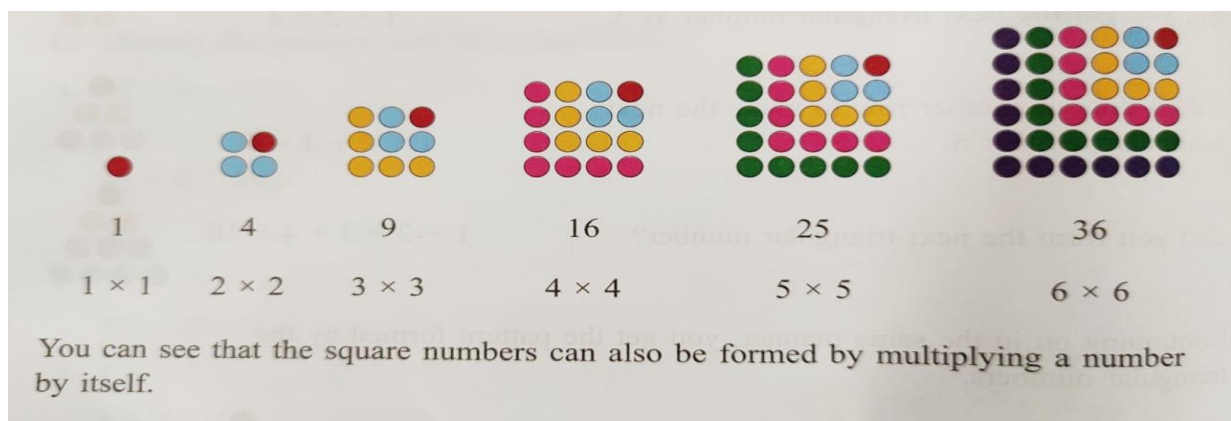 1 4 9 16 25 36
1 × 1 2 × 2 3 × 3 4 × 4 5 × 5 6 × 6
You can see that the square numbers can also be formed by multiplying a number
by itself.